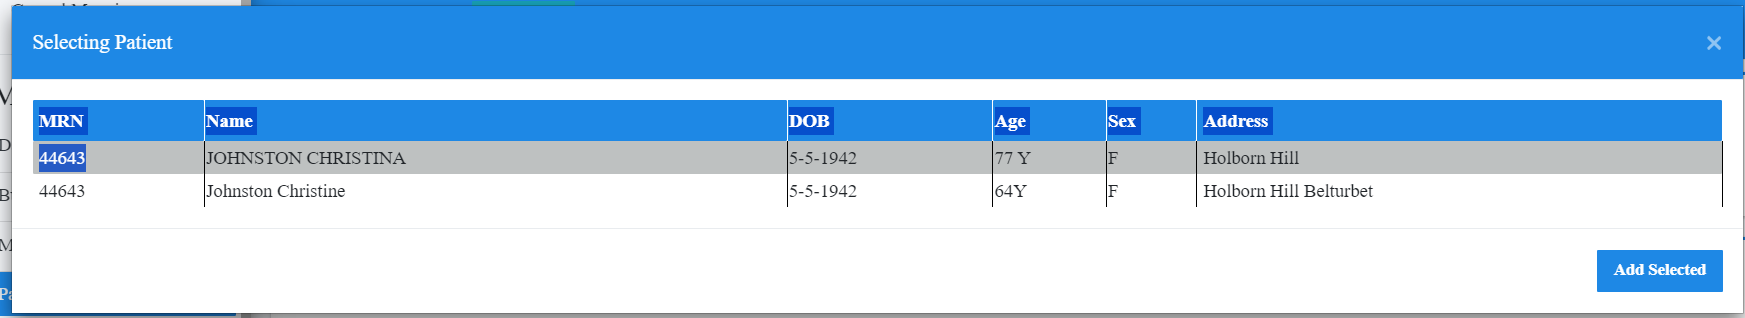 Selecting Patient ×
MRN Name DOB Age Sex Address
44643 JOHNSTON CHRISTINA 5-5-1942 77 Y F Holborn Hill
44643 Johnston Christine 5-5-1942 64Y F Holborn Hill Belturbet
Add Selected